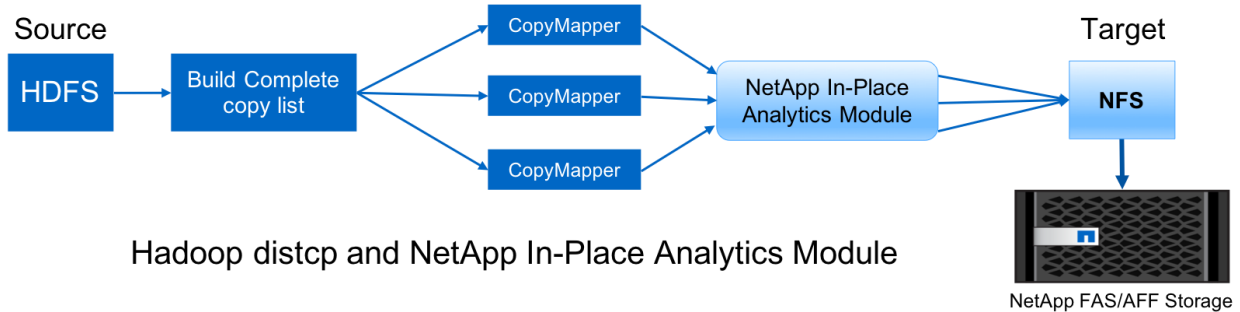 Source
Target
HDFS
Build Complete
copy list
CopyMapper
CopyMapper
CopyMapper
NetApp In-Place
Analytics Module
NFS
Hadoop distcp and NetApp In-Place Analytics Module
NetApp FAS/AFF Storage